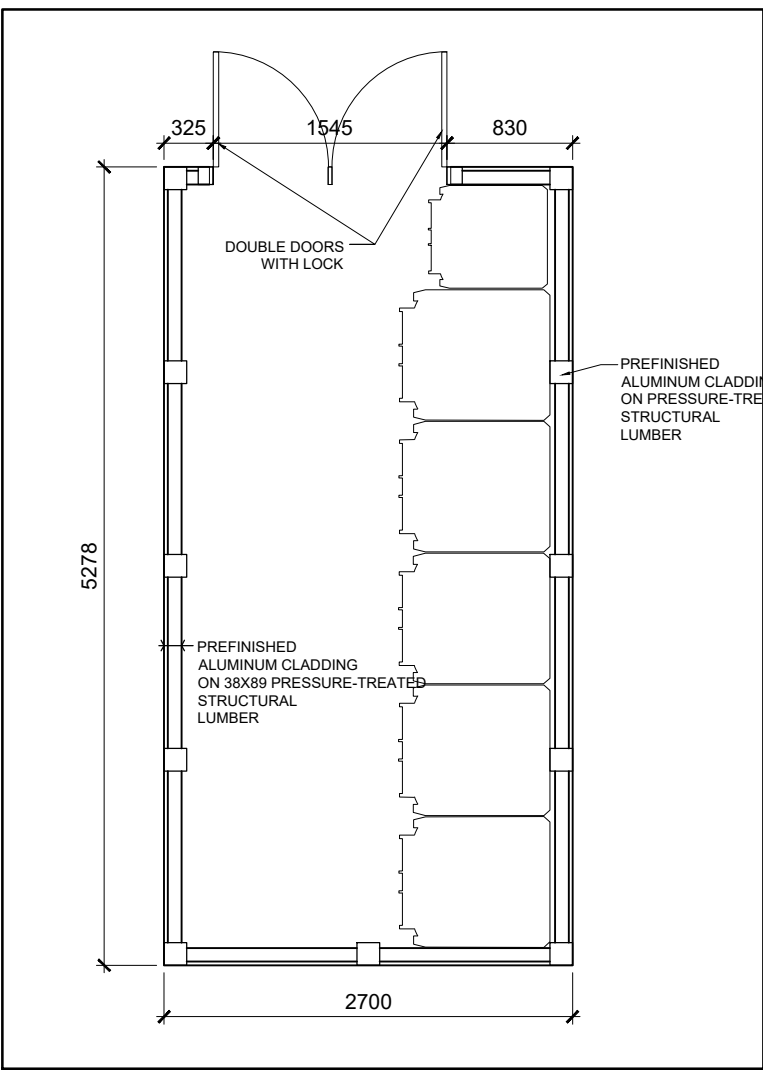 325
1545
830
DOUBLE DOORS
WITH LOCK
PREFINISHED
ALUMINUM CLADDIN
ON PRESSURE-TRE
STRUCTURAL
LUMBER
5278
PREFINISHED
ALUMINUM CLADDING
ON 38X89 PRESSURE-TREATED
STRUCTURAL
LUMBER
2700